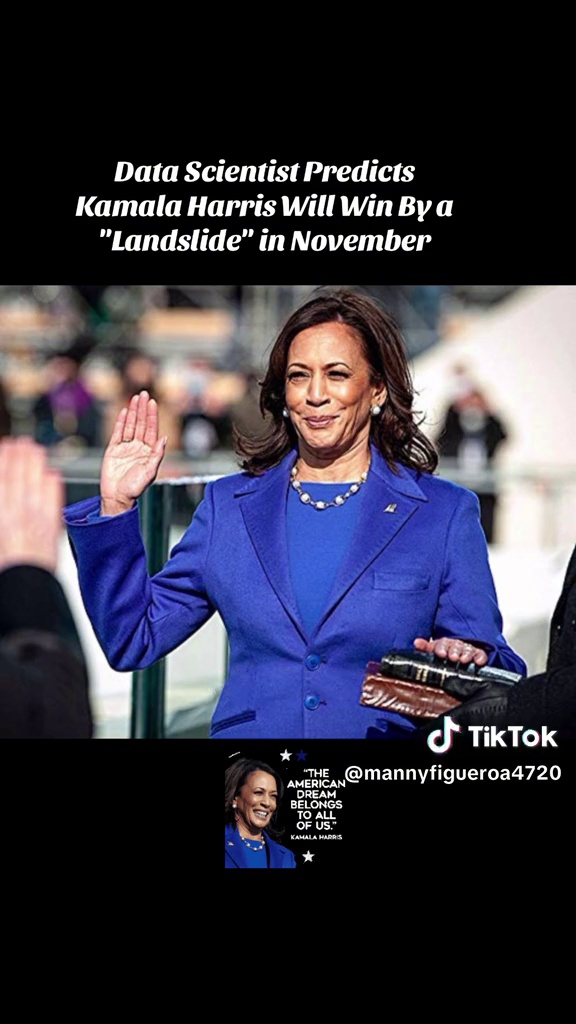 Data Scientist Predicts
Kamala Harris Will Win By a
"Landslide" in November
TikTok
@mannyfigueroa4720
"THE
AMERICAN
DREAM
BELONGS
TO ALL
OF US."
KAMALA HARRIS